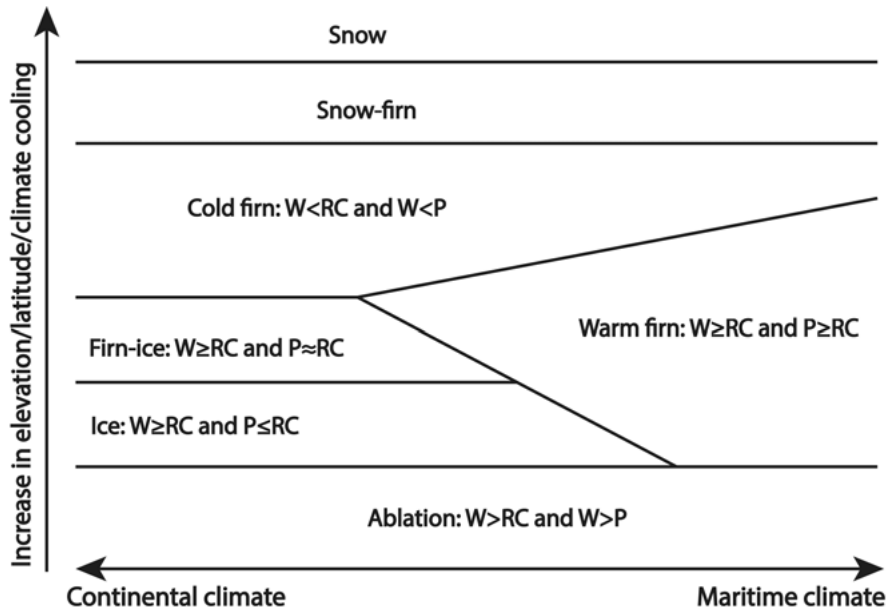 Increase in elevation/latitude/climate cooling
Snow
Snow-firn
Cold firn: W<RC and W<P
Warm firn: W≥RC and P≥RC
Firn-ice: W≥RC and P≈RC
Ice: W≥RC and P≤RC
Ablation: W>RC and W>P
Continental climate
Maritime climate